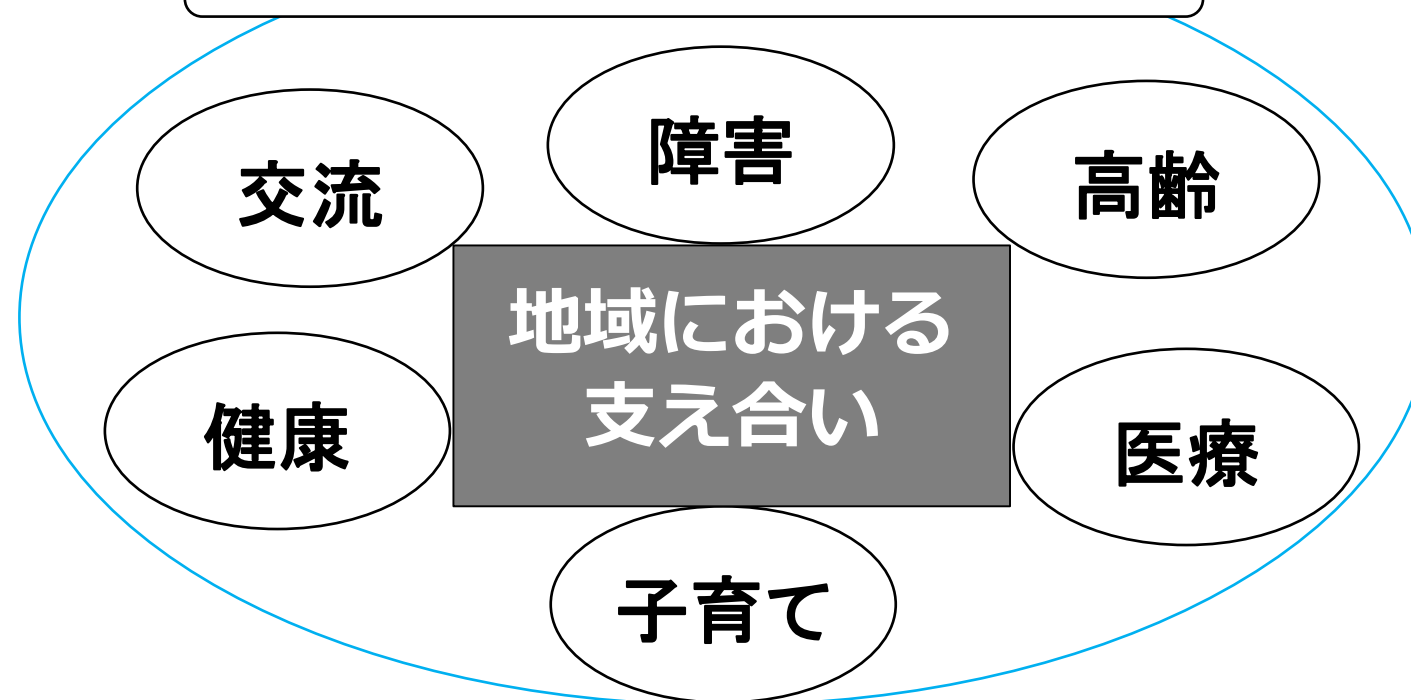 障害
交流
高齢
地域における
支え合い
健康
医療
子育て